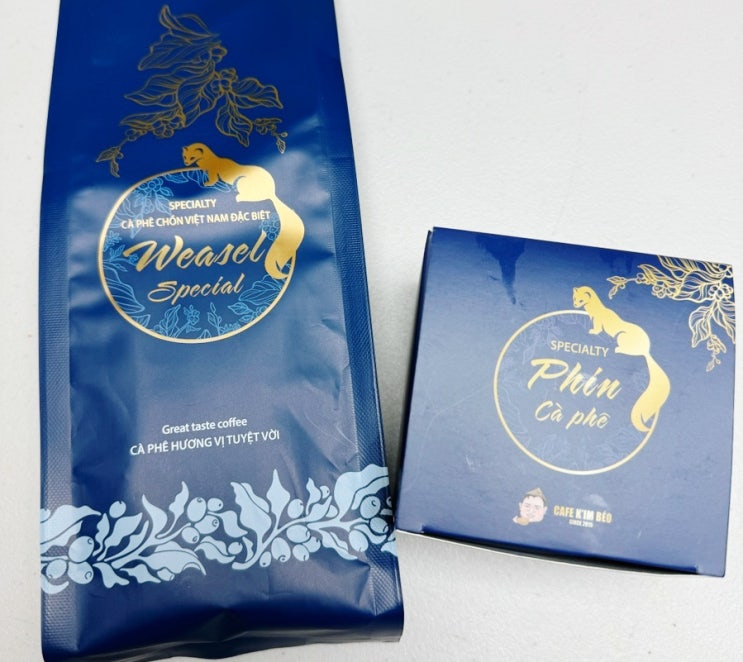 SPECIALTY
CÀ PHÊ CHỒN VIỆT NAM ĐẶC BIỆT
Weasel
Special
Great taste coffee
CÀ PHÊ HƯƠNG VỊ TUYỆT VỜI
SPECIALTY
Phin
Cà phê
CAFE K'IM BÉO